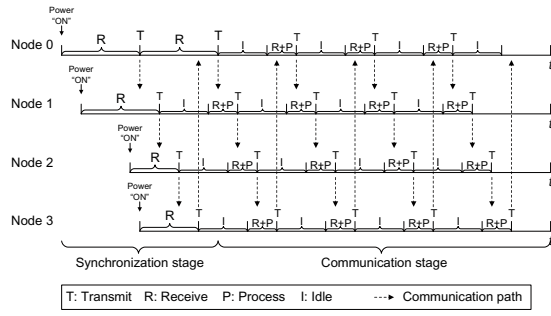 Power
"ON"
T T T T T
Node 0 R R I R+P I R+P I R+P I
t
Power
"ON"
Node 1 R T I R+P T I R+P T I R+P T I R+P T
t
Power
"ON"
Node 2 R T I R+P T I R+P T I R+P T I R+P T
t
Power
"ON"
Node 3 R T I R+P T I R+P T I R+P T I R+P T
t
Synchronization stage Communication stage
T: Transmit R: Receive P: Process I: Idle Communication path